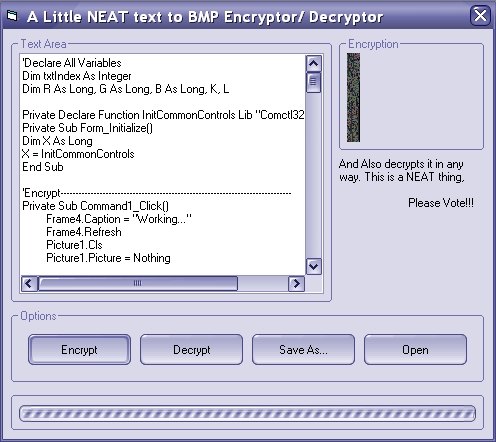 A Little NEAT text to BMP Encryptor/ Decryptor
Text Area
'Declare All Variables
Dim txtIndex As Integer
Dim R As Long, G As Long, B As Long, K, L
Private Declare Function InitCommonControls Lib "Comctl32
Private Sub Form_Initialize()
Dim X As Long
X = InitCommonControls
End Sub
'Encrypt-----------------------------------------------------------------------------
Private Sub Command1_Click()
Frame4.Caption = "Working..."
Frame4.Refresh
Picture1.Cls
Picture1.Picture = Nothing
Encryption
And Also decrypts it in any
way. This is a NEAT thing,
Please Vote!!!
Options
Encrypt
Decrypt
Save As...
Open